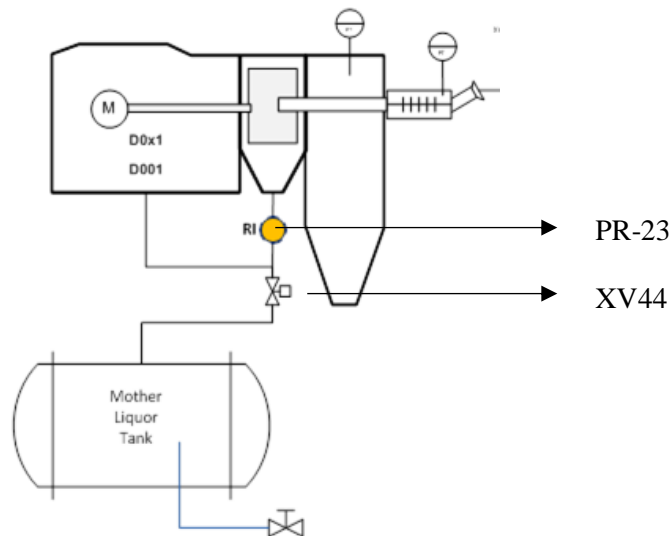 M
D0x1
D001
RI
PR-23
XV44
Mother
Liquor
Tank